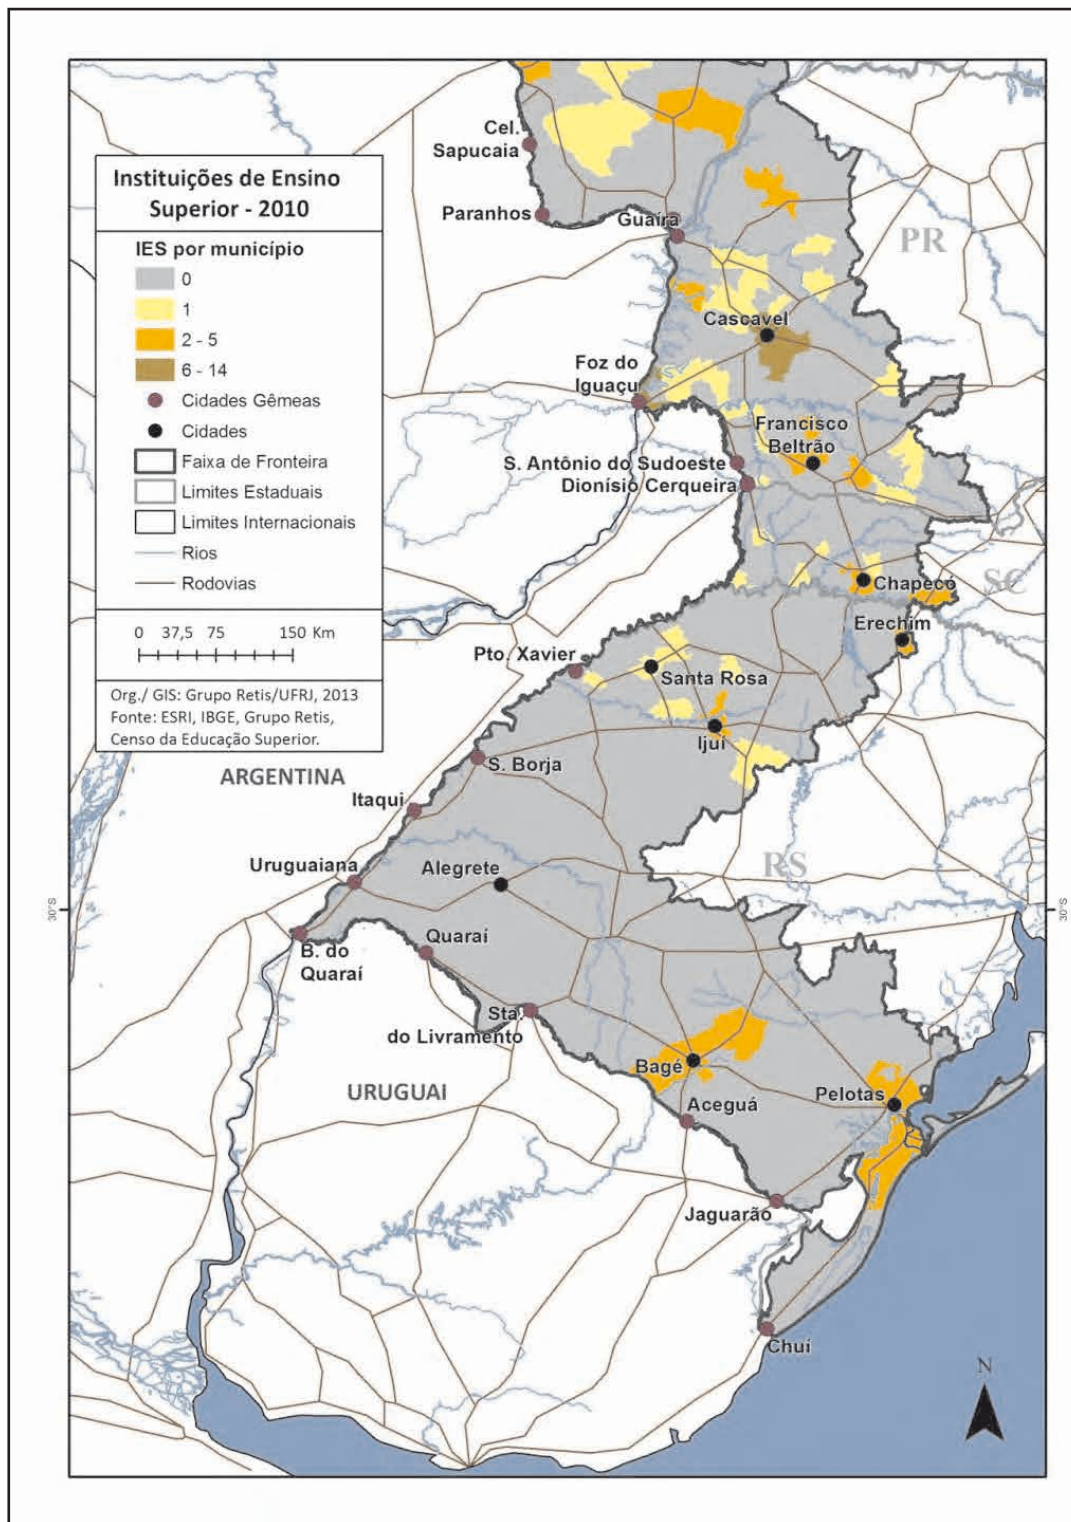 Cel.
Sapucaia
Instituições de Ensino
Superior - 2010
Paranhos
Guaíra
PR
IES por município
0
1
2 - 5
6 - 14
Cidades Gêmeas
Cidades
Faixa de Fronteira
Limites Estaduais
Limites Internacionais
Rios
Rodovias
0 37,5 75 150 Km
Org./ GIS: Grupo Retis/UFRJ, 2013
Fonte: ESRI, IBGE, Grupo Retis,
Censo da Educação Superior.
Cascavel
Foz do
Iguaçu
Francisco
Beltrão
S. Antônio do Sudoeste
Dionísio Cerqueira
Chapecó
SC
Erechim
Pto. Xavier
Santa Rosa
Ijuí
ARGENTINA
S. Borja
Itaqui
RS
Uruguaiana
Alegrete
30°S
30°S
B. do
Quaraí
Quaraí
Sta.
do Livramento
Bagé
URUGUAI
Pelotas
Aceguá
Jaguarão
Chuí
N